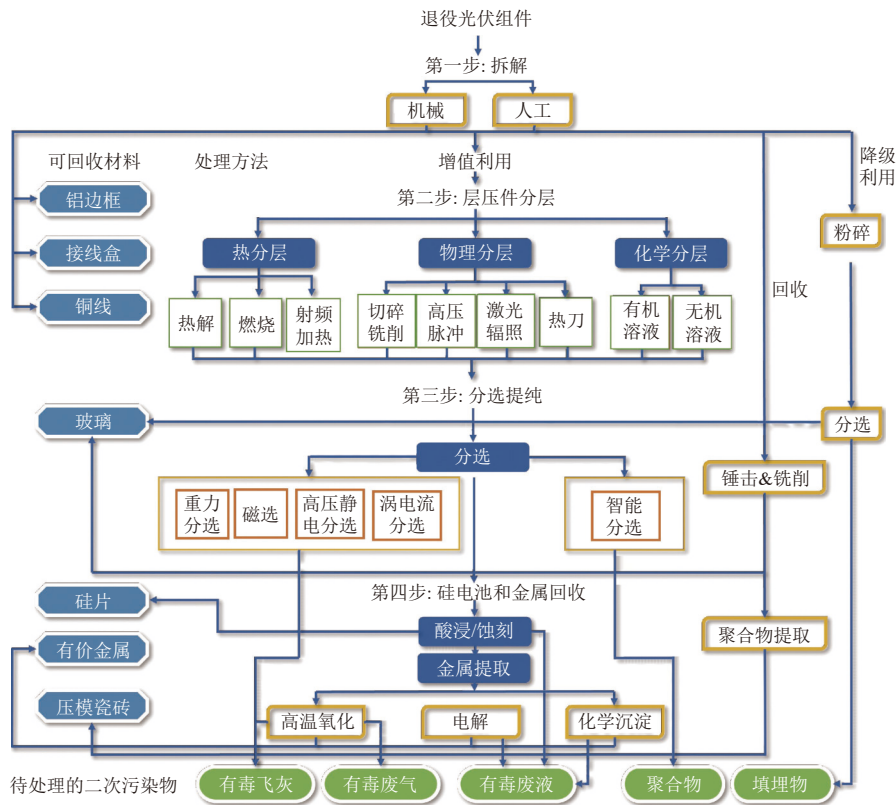 退役光伏组件
第一步: 拆解
机械
人工
可回收材料
处理方法
增值利用
降级
利用
铝边框
第二步: 层压件分层
粉碎
接线盒
热分层
物理分层
化学分层
回收
铜线
热解
燃烧
射频
加热
切碎
铣削
高压
脉冲
激光
辐照
热刀
有机
溶液
无机
溶液
第三步: 分选提纯
玻璃
分选
分选
锤击&铣削
重力
分选
磁选
高压静
电分选
涡电流
分选
智能
分选
第四步: 硅电池和金属回收
硅片
酸浸/蚀刻
聚合物提取
有价金属
金属提取
压模瓷砖
高温氧化
电解
化学沉淀
待处理的二次污染物
有毒飞灰
有毒废气
有毒废液
聚合物
填埋物